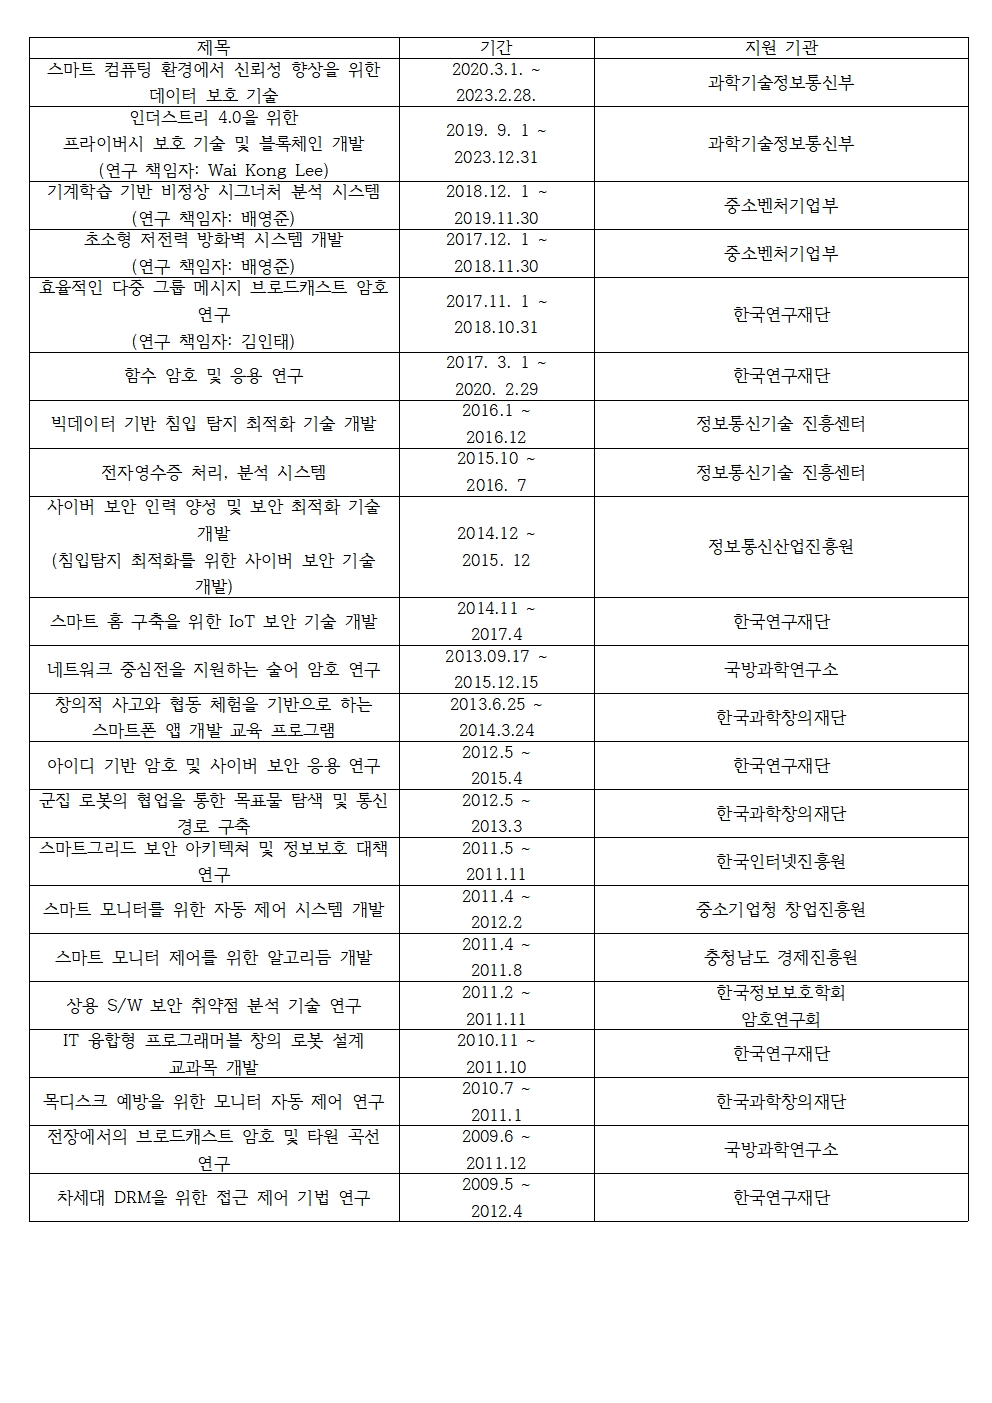 제목 기간 지원 기관
스마트 컴퓨팅 환경에서 신뢰성 향상을 위한
데이터 보호 기술
2020.3.1. ~
2023.2.28.
과학기술정보통신부
인더스트리 4.0을 위한
프라이버시 보호 기술 및 블록체인 개발
(연구 책임자: Wai Kong Lee)
2019. 9. 1 ~
2023.12.31
과학기술정보통신부
기계학습 기반 비정상 시그너처 분석 시스템
(연구 책임자: 배영준)
2018.12. 1 ~
2019.11.30
중소벤처기업부
초소형 저전력 방화벽 시스템 개발
(연구 책임자: 배영준)
2017.12. 1 ~
2018.11.30
중소벤처기업부
효율적인 다중 그룹 메시지 브로드캐스트 암호
연구
(연구 책임자: 김인태)
2017.11. 1 ~
2018.10.31
한국연구재단
함수 암호 및 응용 연구
2017. 3. 1 ~
2020. 2.29
한국연구재단
빅데이터 기반 침입 탐지 최적화 기술 개발
2016.1 ~
2016.12
정보통신기술 진흥센터
전자영수증 처리, 분석 시스템
2015.10 ~
2016. 7
정보통신기술 진흥센터
사이버 보안 인력 양성 및 보안 최적화 기술
개발
(침입탐지 최적화를 위한 사이버 보안 기술
개발)
2014.12 ~
2015. 12
정보통신산업진흥원
스마트 홈 구축을 위한 IoT 보안 기술 개발
2014.11 ~
2017.4
한국연구재단
네트워크 중심전을 지원하는 술어 암호 연구
2013.09.17 ~
2015.12.15
국방과학연구소
창의적 사고와 협동 체험을 기반으로 하는
스마트폰 앱 개발 교육 프로그램
2013.6.25 ~
2014.3.24
한국과학창의재단
아이디 기반 암호 및 사이버 보안 응용 연구
2012.5 ~
2015.4
한국연구재단
군집 로봇의 협업을 통한 목표물 탐색 및 통신
경로 구축
2012.5 ~
2013.3
한국과학창의재단
스마트그리드 보안 아키텍쳐 및 정보보호 대책
연구
2011.5 ~
2011.11
한국인터넷진흥원
스마트 모니터를 위한 자동 제어 시스템 개발
2011.4 ~
2012.2
중소기업청 창업진흥원
스마트 모니터 제어를 위한 알고리듬 개발
2011.4 ~
2011.8
충청남도 경제진흥원
상용 S/W 보안 취약점 분석 기술 연구
2011.2 ~
2011.11
한국정보보호학회
암호연구회
IT 융합형 프로그래머블 창의 로봇 설계
교과목 개발
2010.11 ~
2011.10
한국연구재단
목디스크 예방을 위한 모니터 자동 제어 연구
2010.7 ~
2011.1
한국과학창의재단
전장에서의 브로드캐스트 암호 및 타원 곡선
연구
2009.6 ~
2011.12
국방과학연구소
차세대 DRM을 위한 접근 제어 기법 연구
2009.5 ~
2012.4
한국연구재단